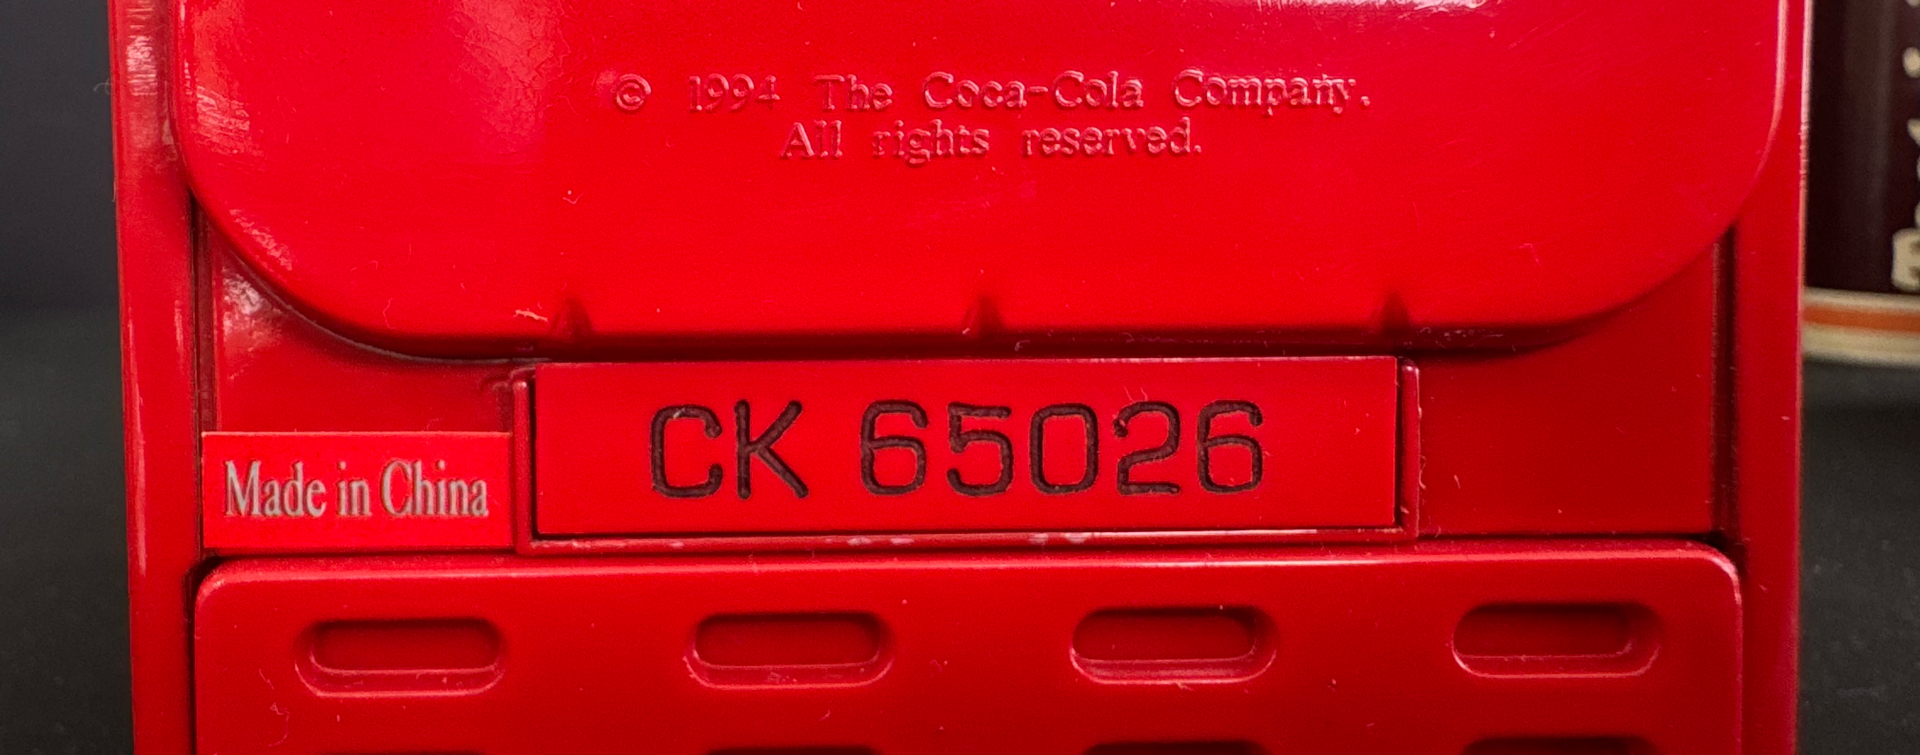 © 1994 The Coca-Cola Company.
All rights reserved.
CK 65026
Made in China